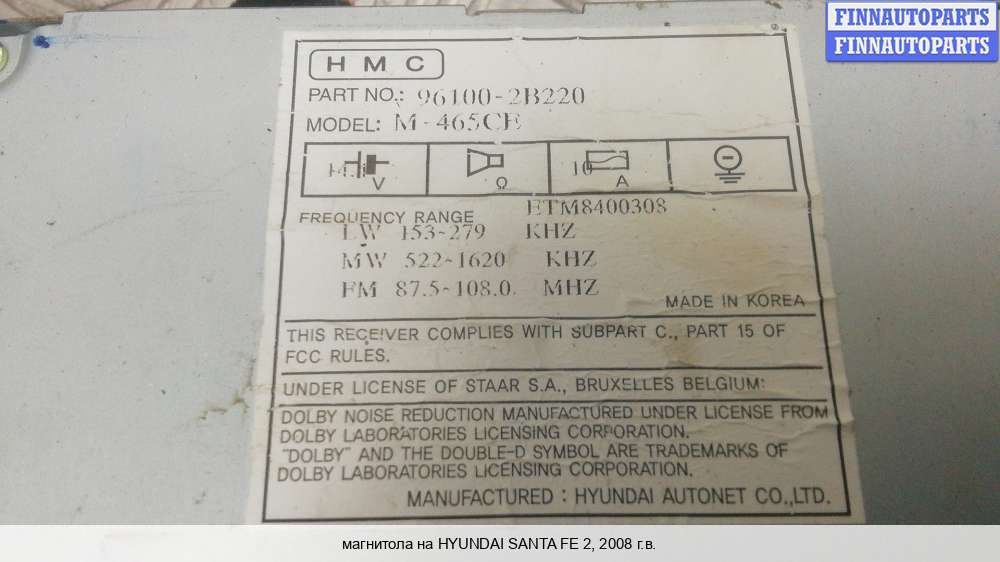 FINNAUTOPARTS
FINNAUTOPARTS
HMC
PART NO.: 96100-2B220
MODEL: M-465CE
V Ω 10 A
ETM8400308
FREQUENCY RANGE
LW 153~279 KHZ
MW 522~1620 KHZ
FM 87.5~108.0. MHZ
MADE IN KOREA
THIS RECEIVER COMPLIES WITH SUBPART C., PART 15 OF
FCC RULES.
UNDER LICENSE OF STAAR S.A., BRUXELLES BELGIUM:
DOLBY NOISE REDUCTION MANUFACTURED UNDER LICENSE FROM
DOLBY LABORATORIES LICENSING CORPORATION.
"DOLBY" AND THE DOUBLE-D SYMBOL ARE TRADEMARKS OF
DOLBY LABORATORIES LICENSING CORPORATION.
MANUFACTURED : HYUNDAI AUTONET CO.,LTD.
магнитола на HYUNDAI SANTA FE 2, 2008 г.в.